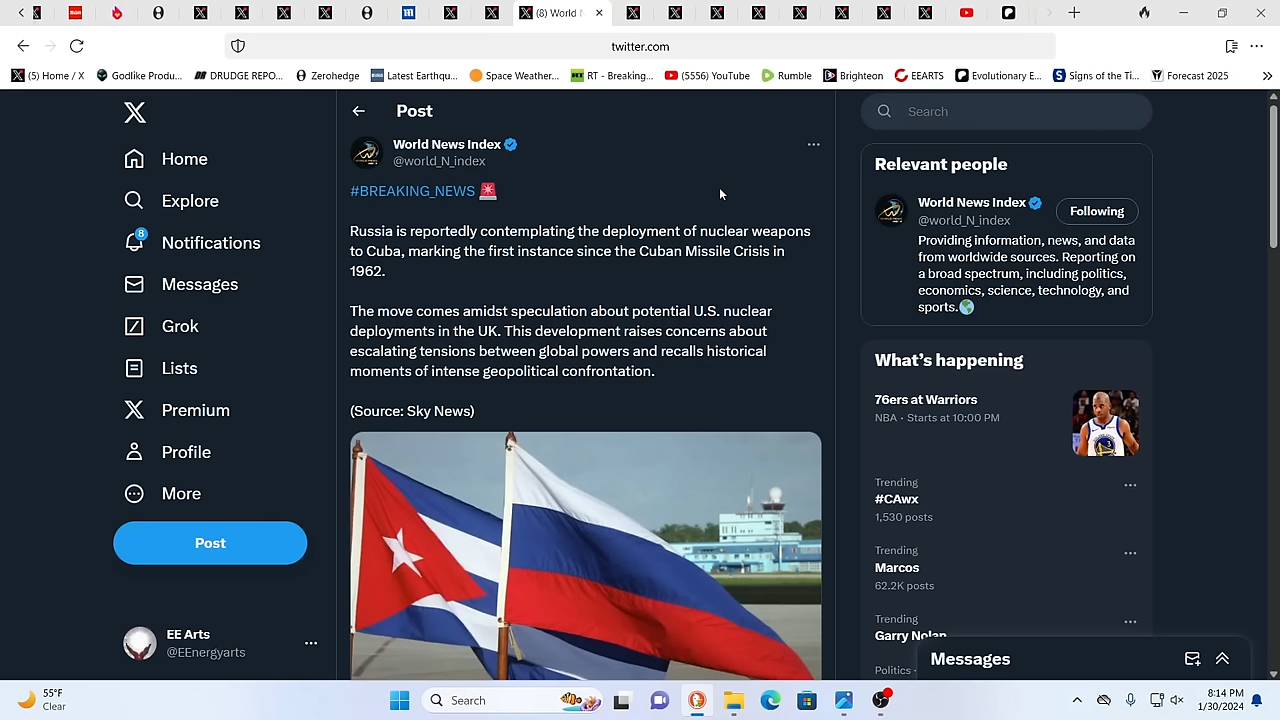 (8) World N
twitter.com
(5) Home / X
Godlike Produ...
DRUDGE REPO...
Zerohedge
Latest Earthqu...
Space Weather...
RT - Breaking...
(5556) YouTube
Rumble
Brighteon
EEARTS
Evolutionary E...
Signs of the Ti...
Forecast 2025
Home
Explore
8
Notifications
Messages
Grok
Lists
Premium
Profile
More
Post
EE Arts
@EEnergyarts
Post
World News Index
@world_N_index
#BREAKING_NEWS 🚨
Russia is reportedly contemplating the deployment of nuclear weapons
to Cuba, marking the first instance since the Cuban Missile Crisis in
1962.
The move comes amidst speculation about potential U.S. nuclear
deployments in the UK. This development raises concerns about
escalating tensions between global powers and recalls historical
moments of intense geopolitical confrontation.
(Source: Sky News)
Search
Relevant people
World News Index
@world_N_index
Following
Providing information, news, and data
from worldwide sources. Reporting on
a broad spectrum, including politics,
economics, science, technology, and
sports.🌎
What's happening
76ers at Warriors
NBA · Starts at 10:00 PM
Trending
#CAwx
1,530 posts
Trending
Marcos
62.2K posts
Trending
Garry Nolan
Politics ·
Messages
55°F
Clear
Search
8:14 PM
1/30/2024